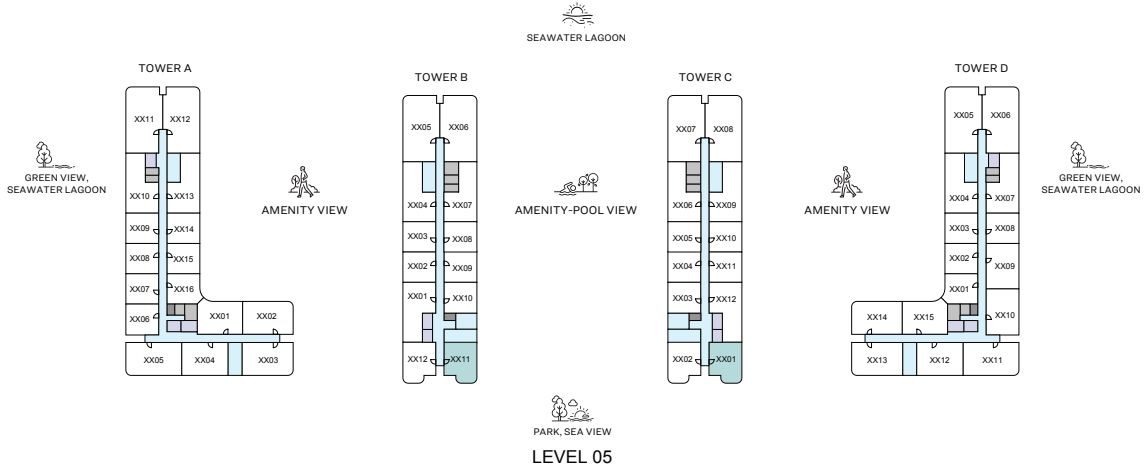 SEAWATER LAGOON
TOWER A
TOWER B
TOWER C
TOWER D
GREEN VIEW,
SEAWATER LAGOON
AMENITY VIEW
AMENITY-POOL VIEW
AMENITY VIEW
GREEN VIEW,
SEAWATER LAGOON
XX11
XX12
XX10
XX13
XX09
XX14
XX08
XX15
XX07
XX16
XX06
XX01
XX02
XX05
XX04
XX03
XX05
XX06
XX04
XX07
XX03
XX08
XX02
XX09
XX01
XX10
XX12
XX11
XX07
XX08
XX06
XX09
XX05
XX10
XX04
XX11
XX03
XX12
XX02
XX01
XX05
XX06
XX04
XX07
XX03
XX08
XX02
XX09
XX01
XX10
XX14
XX15
XX13
XX12
XX11
PARK, SEA VIEW
LEVEL 05